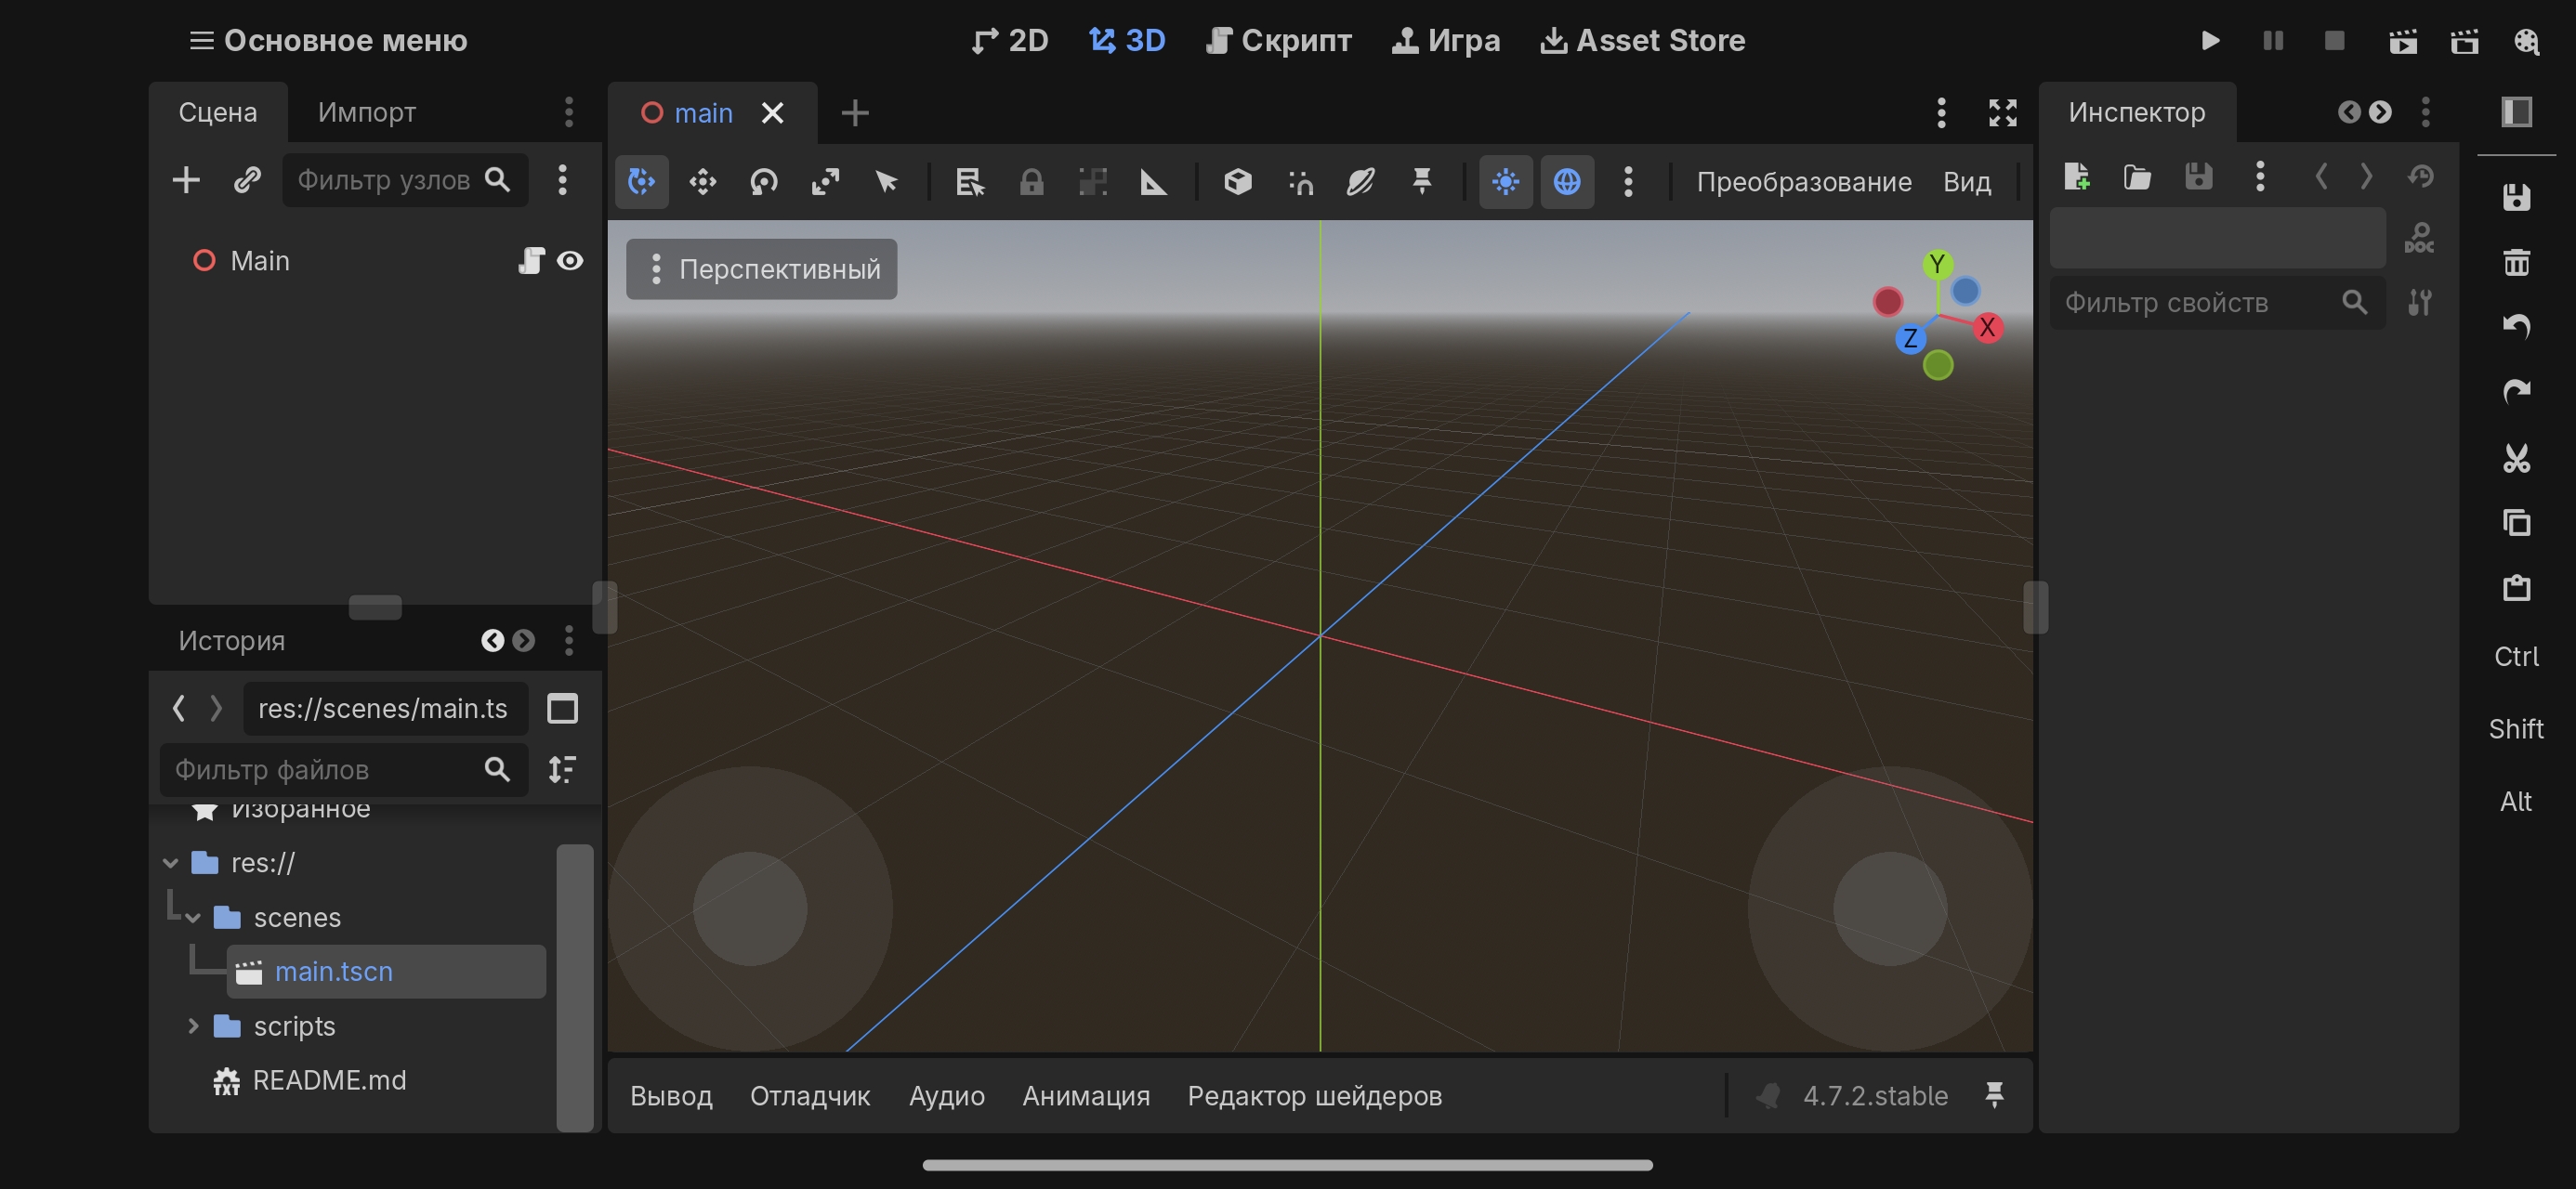 Основное меню
2D
3D
Скрипт
Игра
Asset Store
Сцена
Импорт
Фильтр узлов
Main
main
Преобразование
Вид
Перспективный
Y
X
Z
Инспектор
DOC
Фильтр свойств
Ctrl
Shift
Alt
История
res://scenes/main.ts
Фильтр файлов
Избранное
res://
scenes
main.tscn
scripts
TXT
README.md
Вывод
Отладчик
Аудио
Анимация
Редактор шейдеров
4.7.2.stable